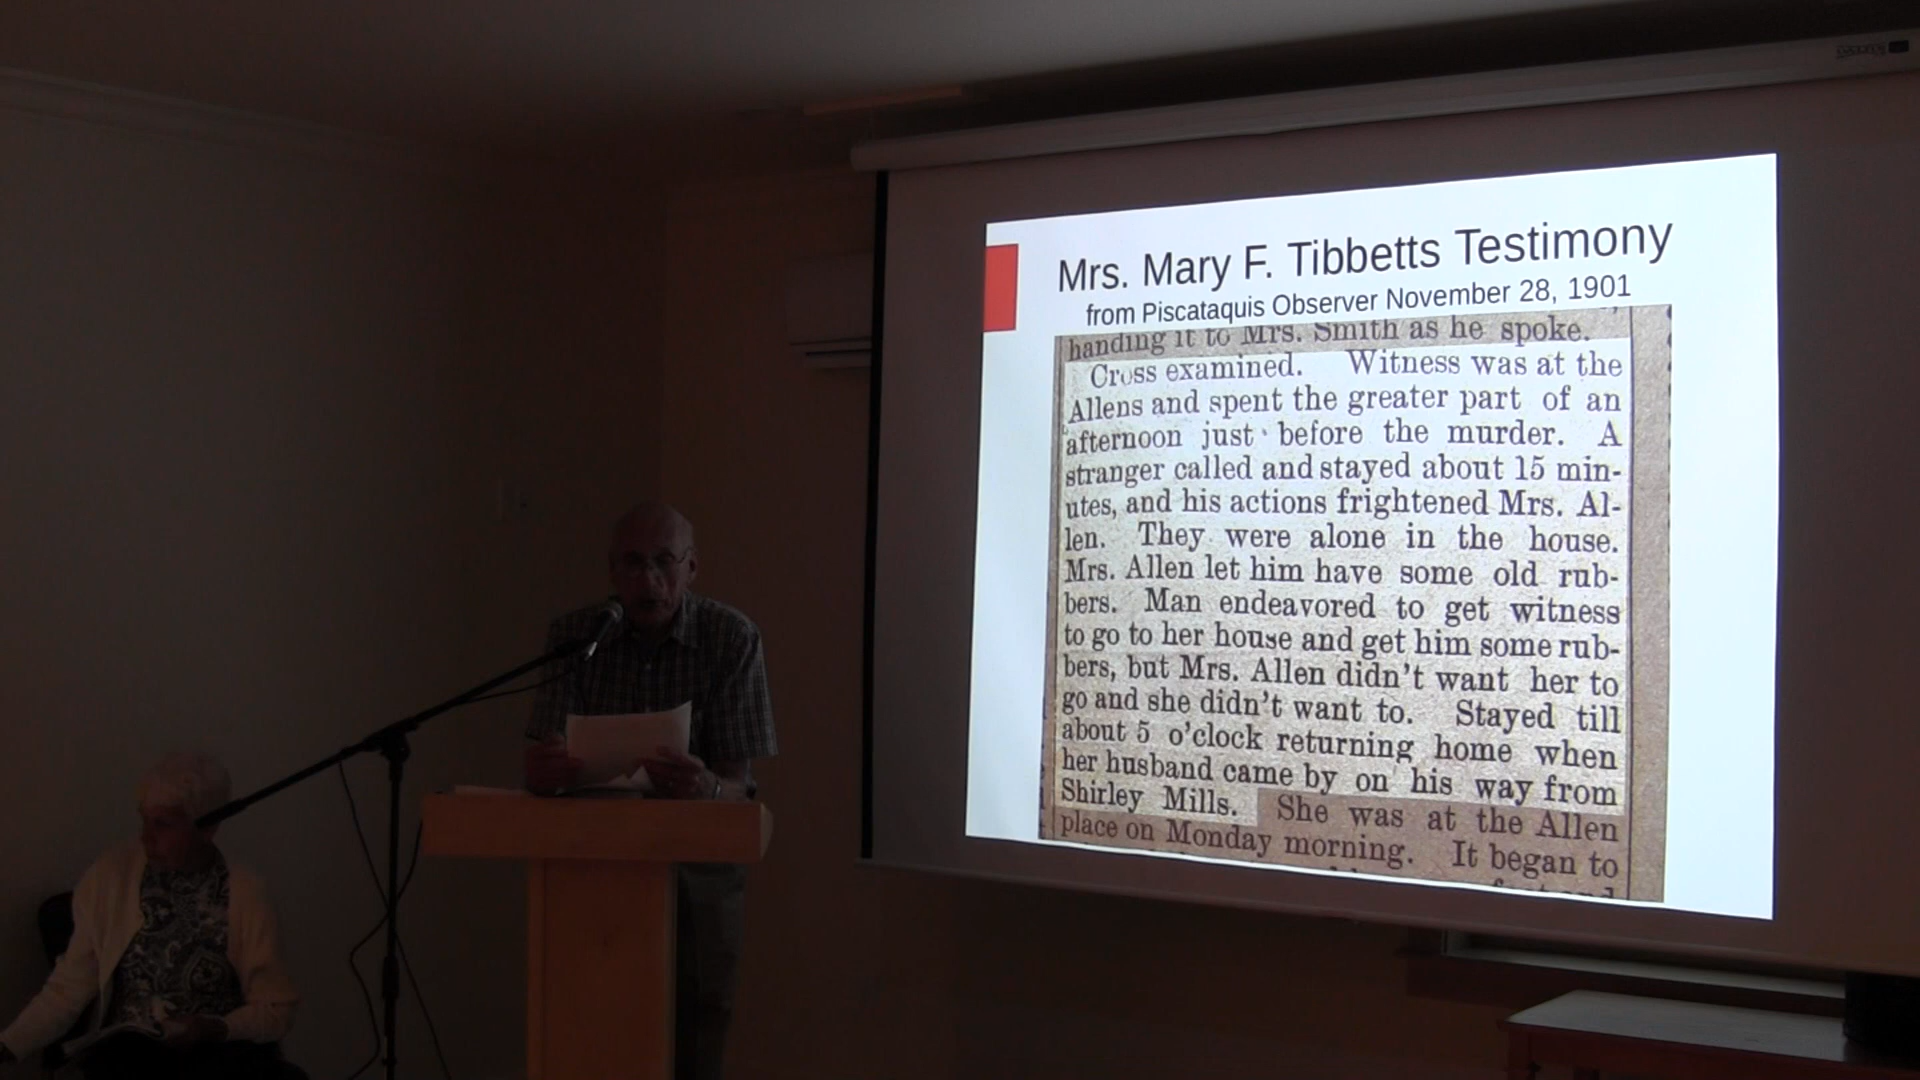 Mrs. Mary F. Tibbetts Testimony
from Piscataquis Observer November 28, 1901
handing it to Mrs. Smith as he spoke.
Cross examined. Witness was at the
Allens and spent the greater part of an
afternoon just before the murder. A
stranger called and stayed about 15 min-
utes, and his actions frightened Mrs. Al-
len. They were alone in the house.
Mrs. Allen let him have some old rub-
bers. Man endeavored to get witness
to go to her house and get him some rub-
bers, but Mrs. Allen didn't want her to
go and she didn't want to. Stayed till
about 5 o'clock returning home when
her husband came by on his way from
Shirley Mills. She was at the Allen
place on Monday morning. It began to